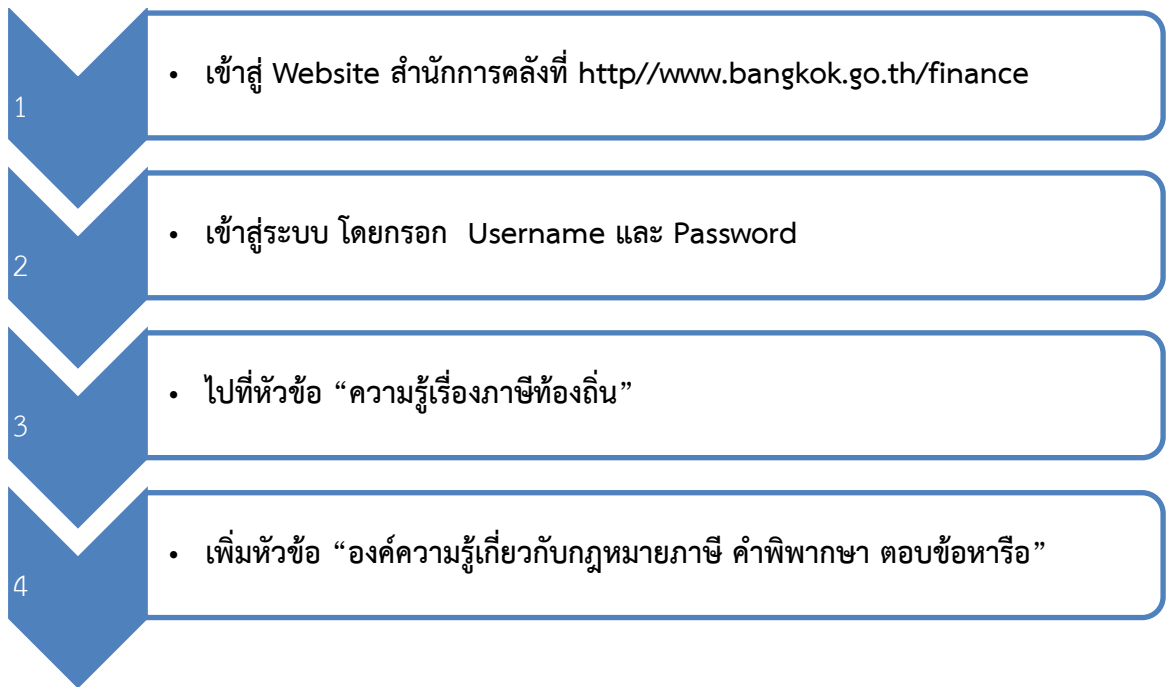 1
• เข้าสู่ Website สำนักการคลังที่ http//www.bangkok.go.th/finance
2
• เข้าสู่ระบบ โดยกรอก Username และ Password
3
• ไปที่หัวข้อ “ความรู้เรื่องภาษีท้องถิ่น”
4
• เพิ่มหัวข้อ “องค์ความรู้เกี่ยวกับกฎหมายภาษี คำพิพากษา ตอบข้อหารือ”